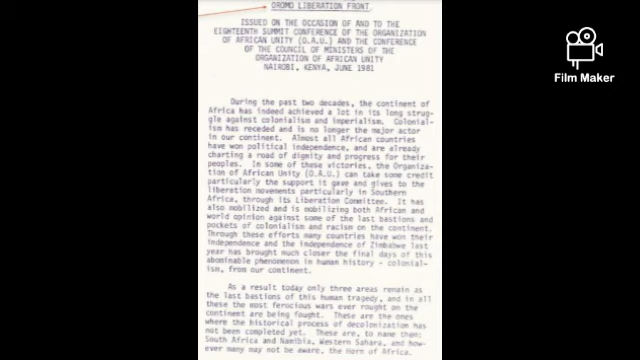 OROMO LIBERATION FRONT.
ISSUED ON THE OCCASION OF AND TO THE
EIGHTEENTH SUMMIT CONFERENCE OF THE ORGANIZATION
OF AFRICAN UNITY (O.A.U.) AND THE CONFERENCE
OF THE COUNCIL OF MINISTERS OF THE
ORGANIZATION OF AFRICAN UNITY
NAIROBI, KENYA, JUNE 1981
During the past two decades, the continent of
Africa has indeed achieved a lot in its long strug-
gle against colonialism and imperialism. Colonial-
ism has receded and is no longer the major actor
in our continent. Almost all African countries
have won political independence, and are already
charting a road of dignity and progress for their
peoples. In some of these victories, the Organiza-
tion of African Unity (O.A.U.) can take some credit
particularly the support it gave and gives to the
liberation movements particularly in Southern
Africa, through its Liberation Committee. It has
also mobilized and is mobilizing both African and
world opinion against some of the last bastions and
pockets of colonialism and racism on the continent.
Through these efforts many countries have won their
independence and the independence of Zimbabwe last
year has brought much closer the final days of this
abominable phenomenon in human history - colonial-
ism, from our continent.
As a result today only three areas remain as
the last bastions of this human tragedy, and in all
these the most ferocious wars ever rought on the
continent are being fought. These are the ones
where the historical process of decolonization has
not been completed yet. These are, to name them:
South Africa and Namibia, Western Sahara, and how-
ever many may not be aware, the Horn of Africa.
Film Maker